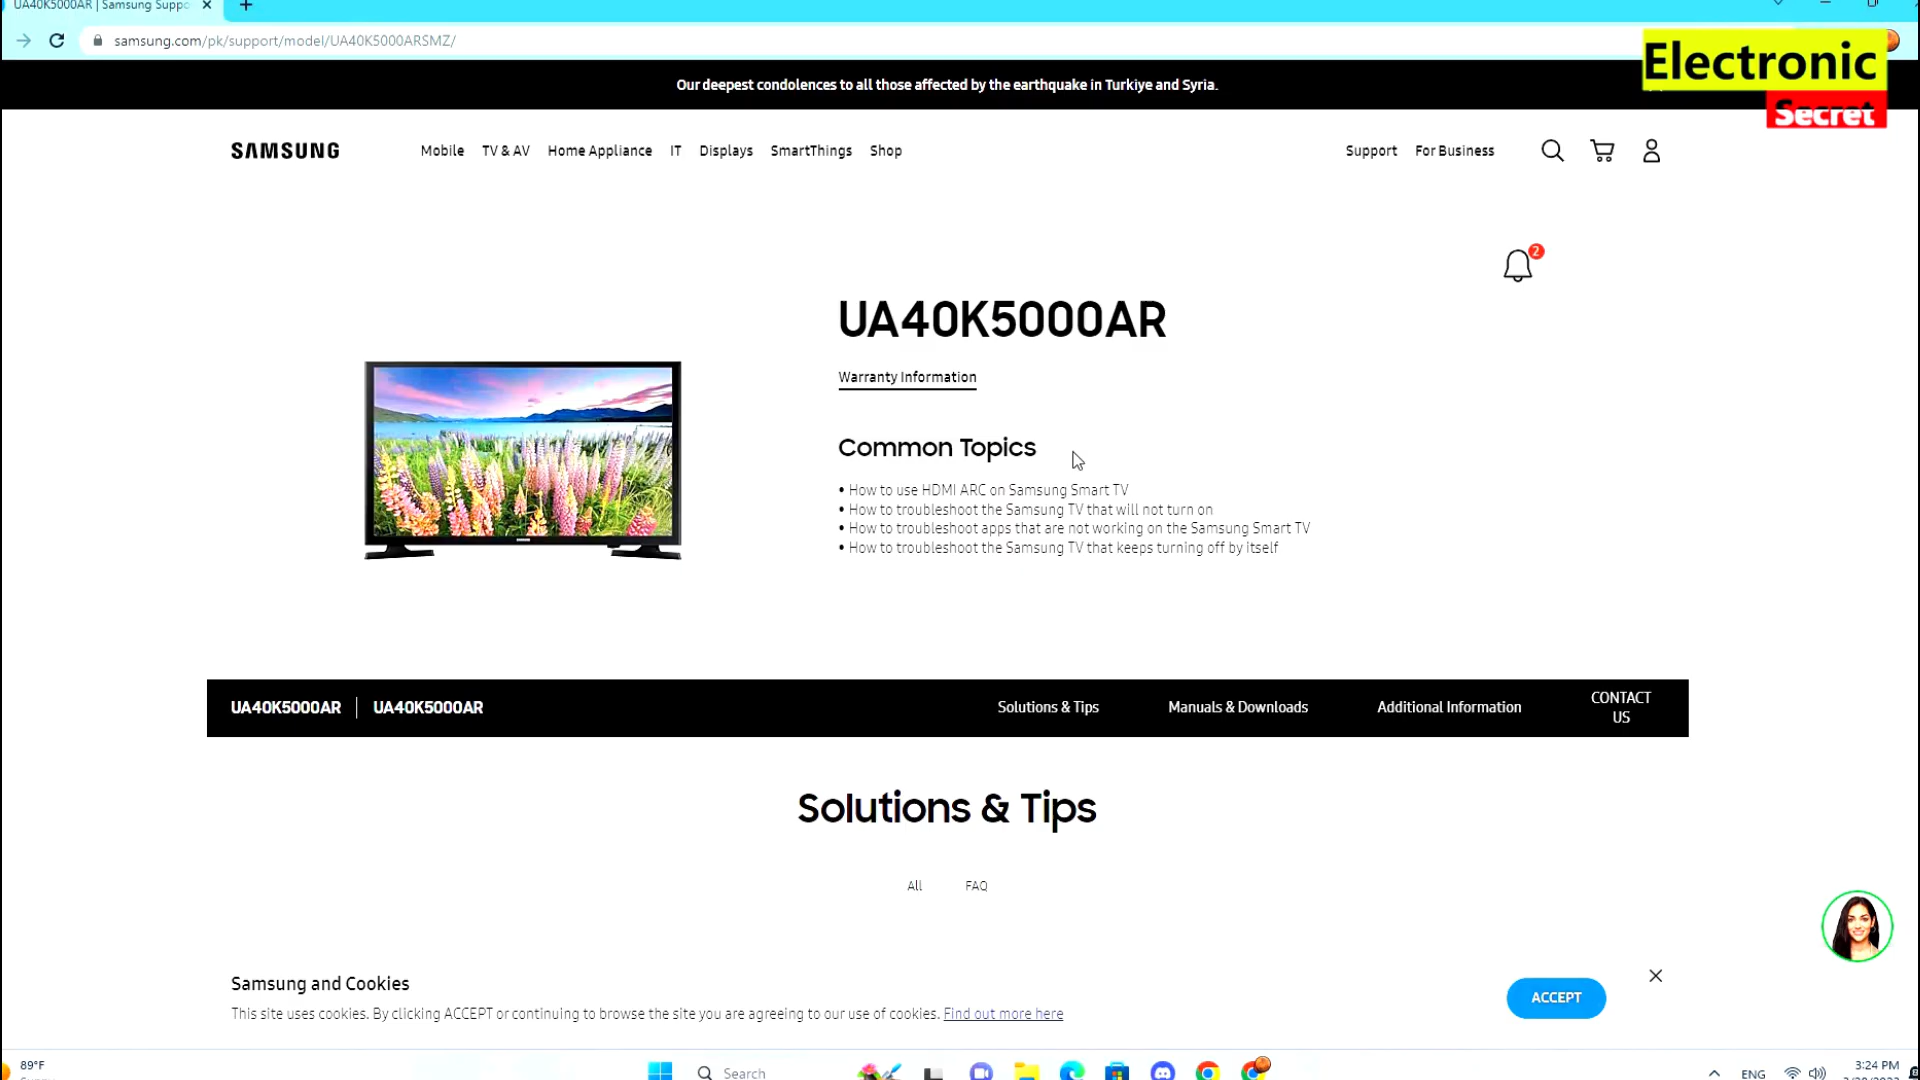 UA40K5000AR | Samsung Suppo
samsung.com/pk/support/model/UA40K5000ARSMZ/
Electronic
Secret
Our deepest condolences to all those affected by the earthquake in Turkiye and Syria.
SAMSUNG
Mobile TV & AV Home Appliance IT Displays SmartThings Shop
Support For Business
2
UA40K5000AR
Warranty Information
Common Topics
• How to use HDMI ARC on Samsung Smart TV
• How to troubleshoot the Samsung TV that will not turn on
• How to troubleshoot apps that are not working on the Samsung Smart TV
• How to troubleshoot the Samsung TV that keeps turning off by itself
UA40K5000AR | UA40K5000AR
Solutions & Tips
Manuals & Downloads
Additional Information
CONTACT
US
Solutions & Tips
All FAQ
Samsung and Cookies
This site uses cookies. By clicking ACCEPT or continuing to browse the site you are agreeing to our use of cookies. Find out more here
ACCEPT
89°F
Search
ENG
3:24 PM